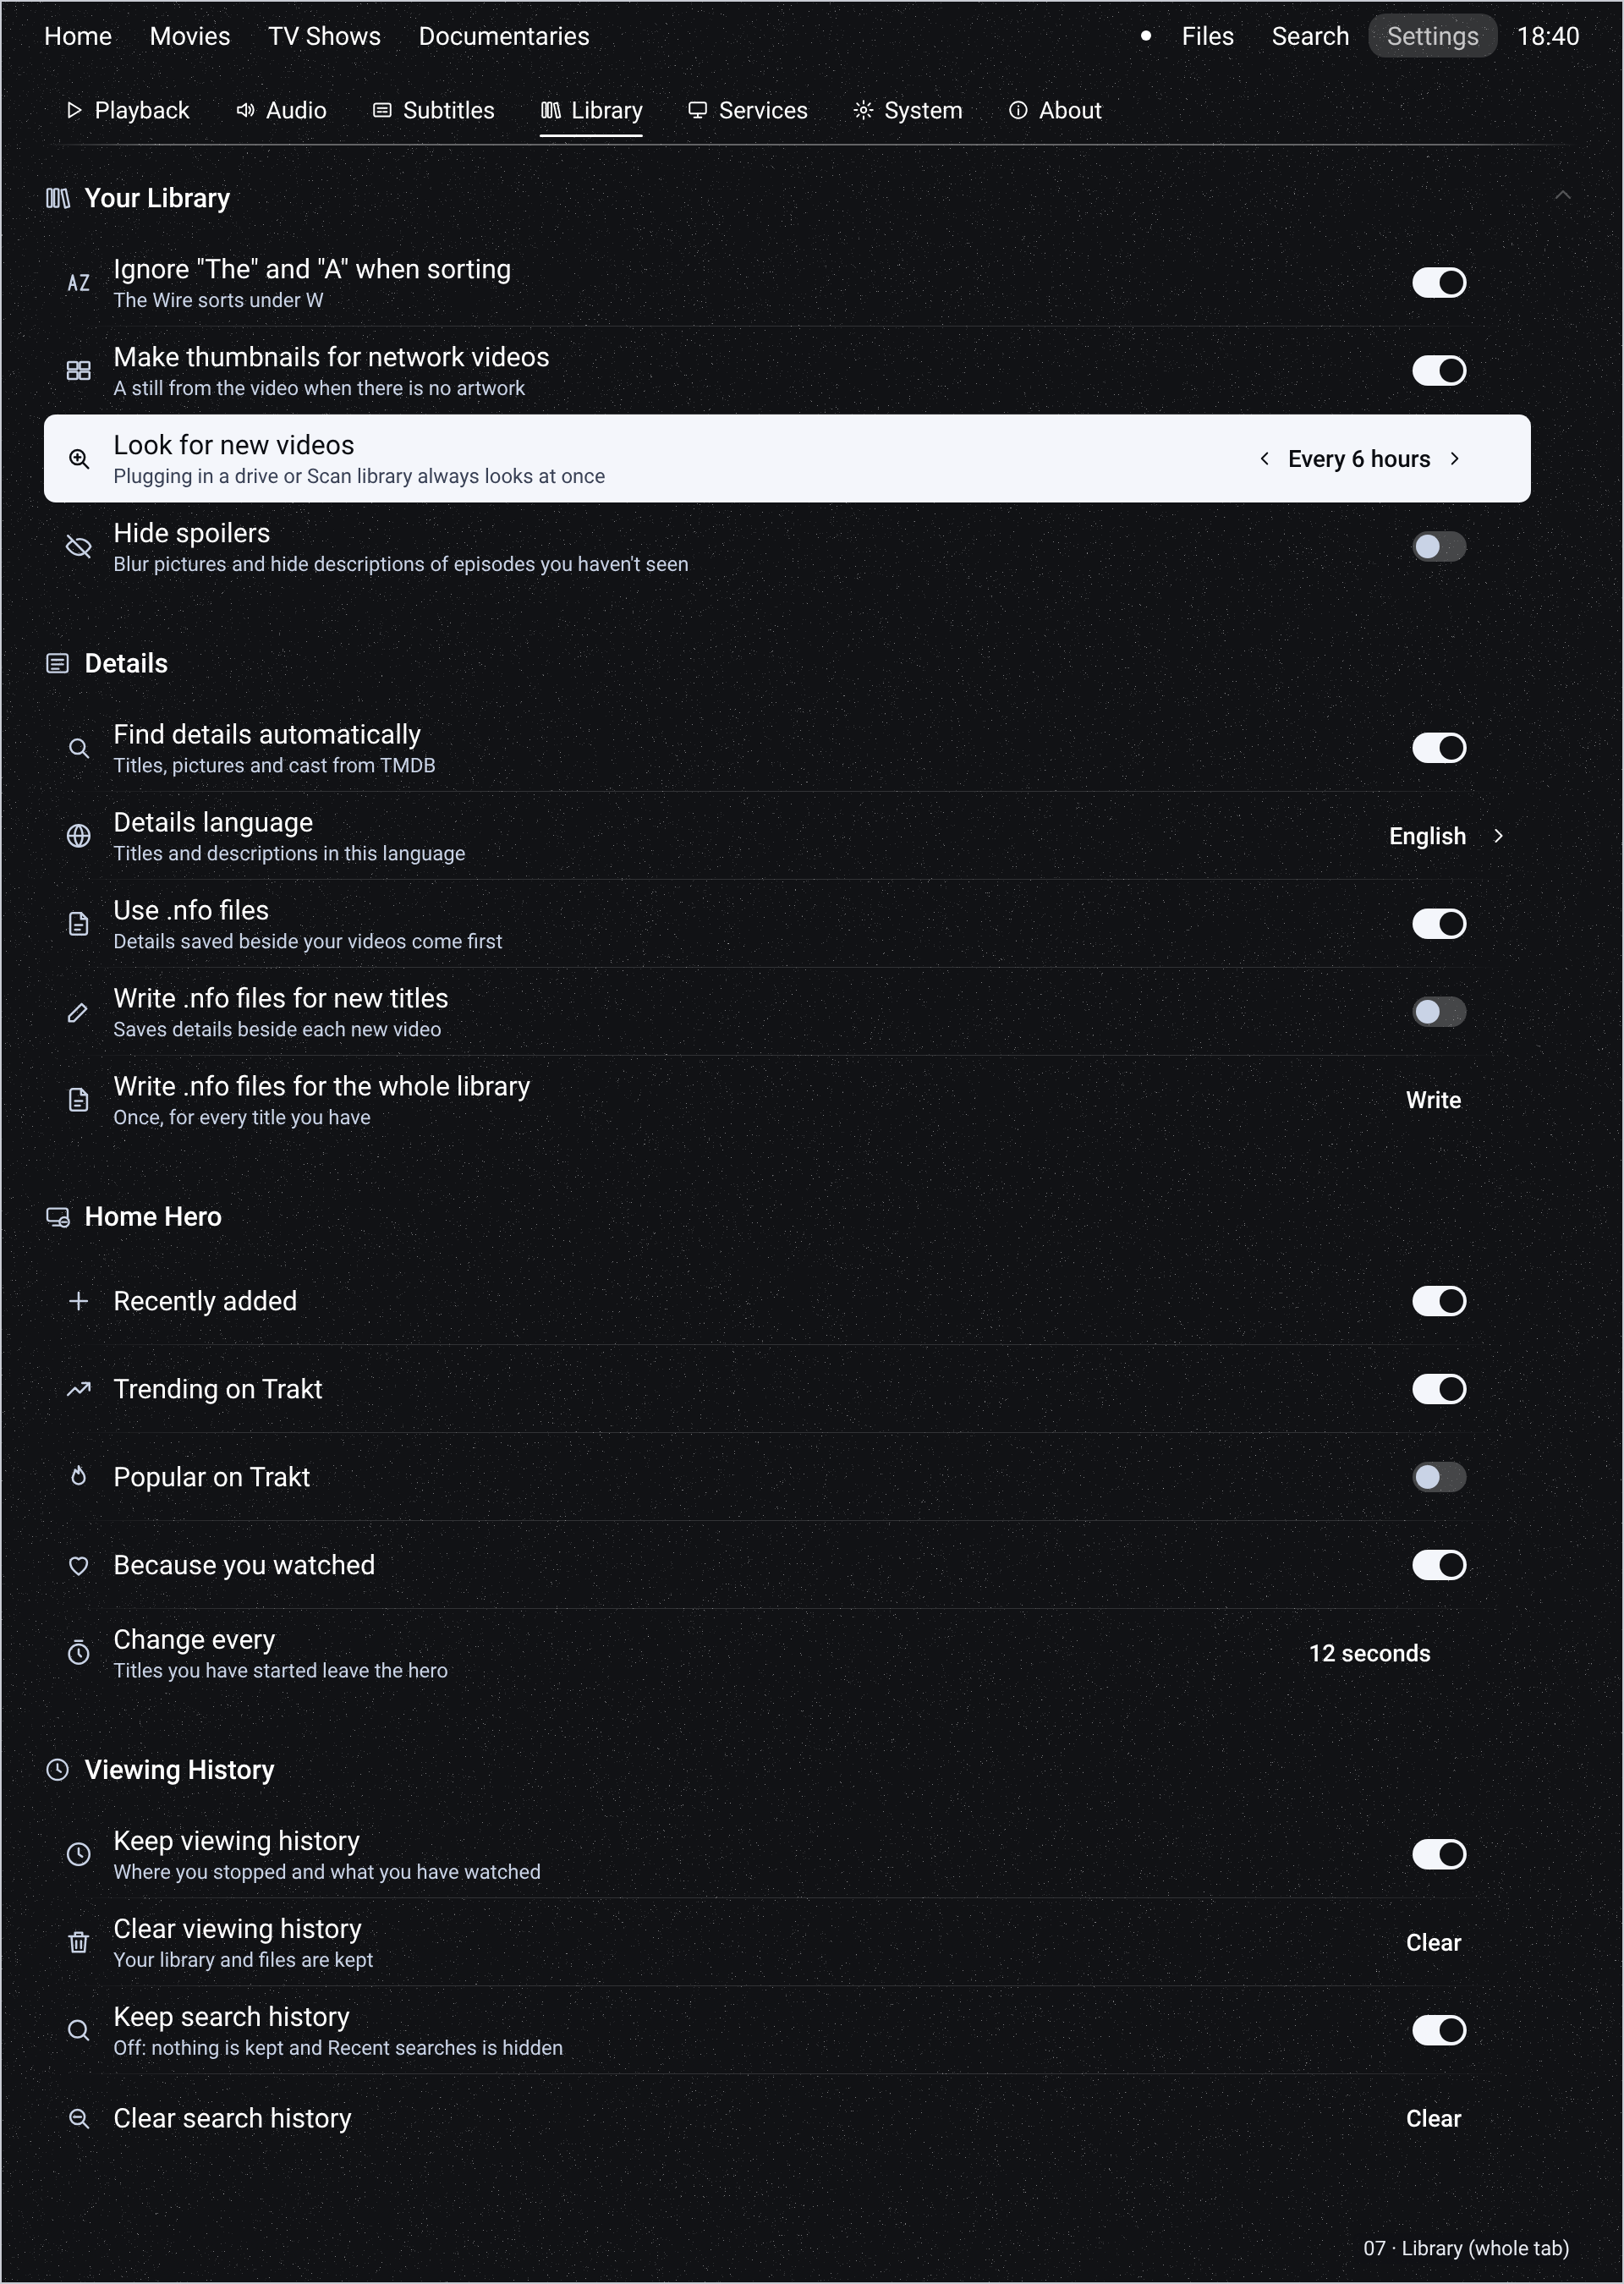 Home Movies TV Shows Documentaries Files Search Settings 18:40
Playback Audio Subtitles Library Services System About
Your Library
Ignore "The" and "A" when sorting
The Wire sorts under W
Make thumbnails for network videos
A still from the video when there is no artwork
Look for new videos
Plugging in a drive or Scan library always looks at once
Every 6 hours
Hide spoilers
Blur pictures and hide descriptions of episodes you haven't seen
Details
Find details automatically
Titles, pictures and cast from TMDB
Details language
Titles and descriptions in this language
English
Use .nfo files
Details saved beside your videos come first
Write .nfo files for new titles
Saves details beside each new video
Write .nfo files for the whole library
Once, for every title you have
Write
Home Hero
Recently added
Trending on Trakt
Popular on Trakt
Because you watched
Change every
Titles you have started leave the hero
12 seconds
Viewing History
Keep viewing history
Where you stopped and what you have watched
Clear viewing history
Your library and files are kept
Clear
Keep search history
Off: nothing is kept and Recent searches is hidden
Clear search history
Clear
07 · Library (whole tab)